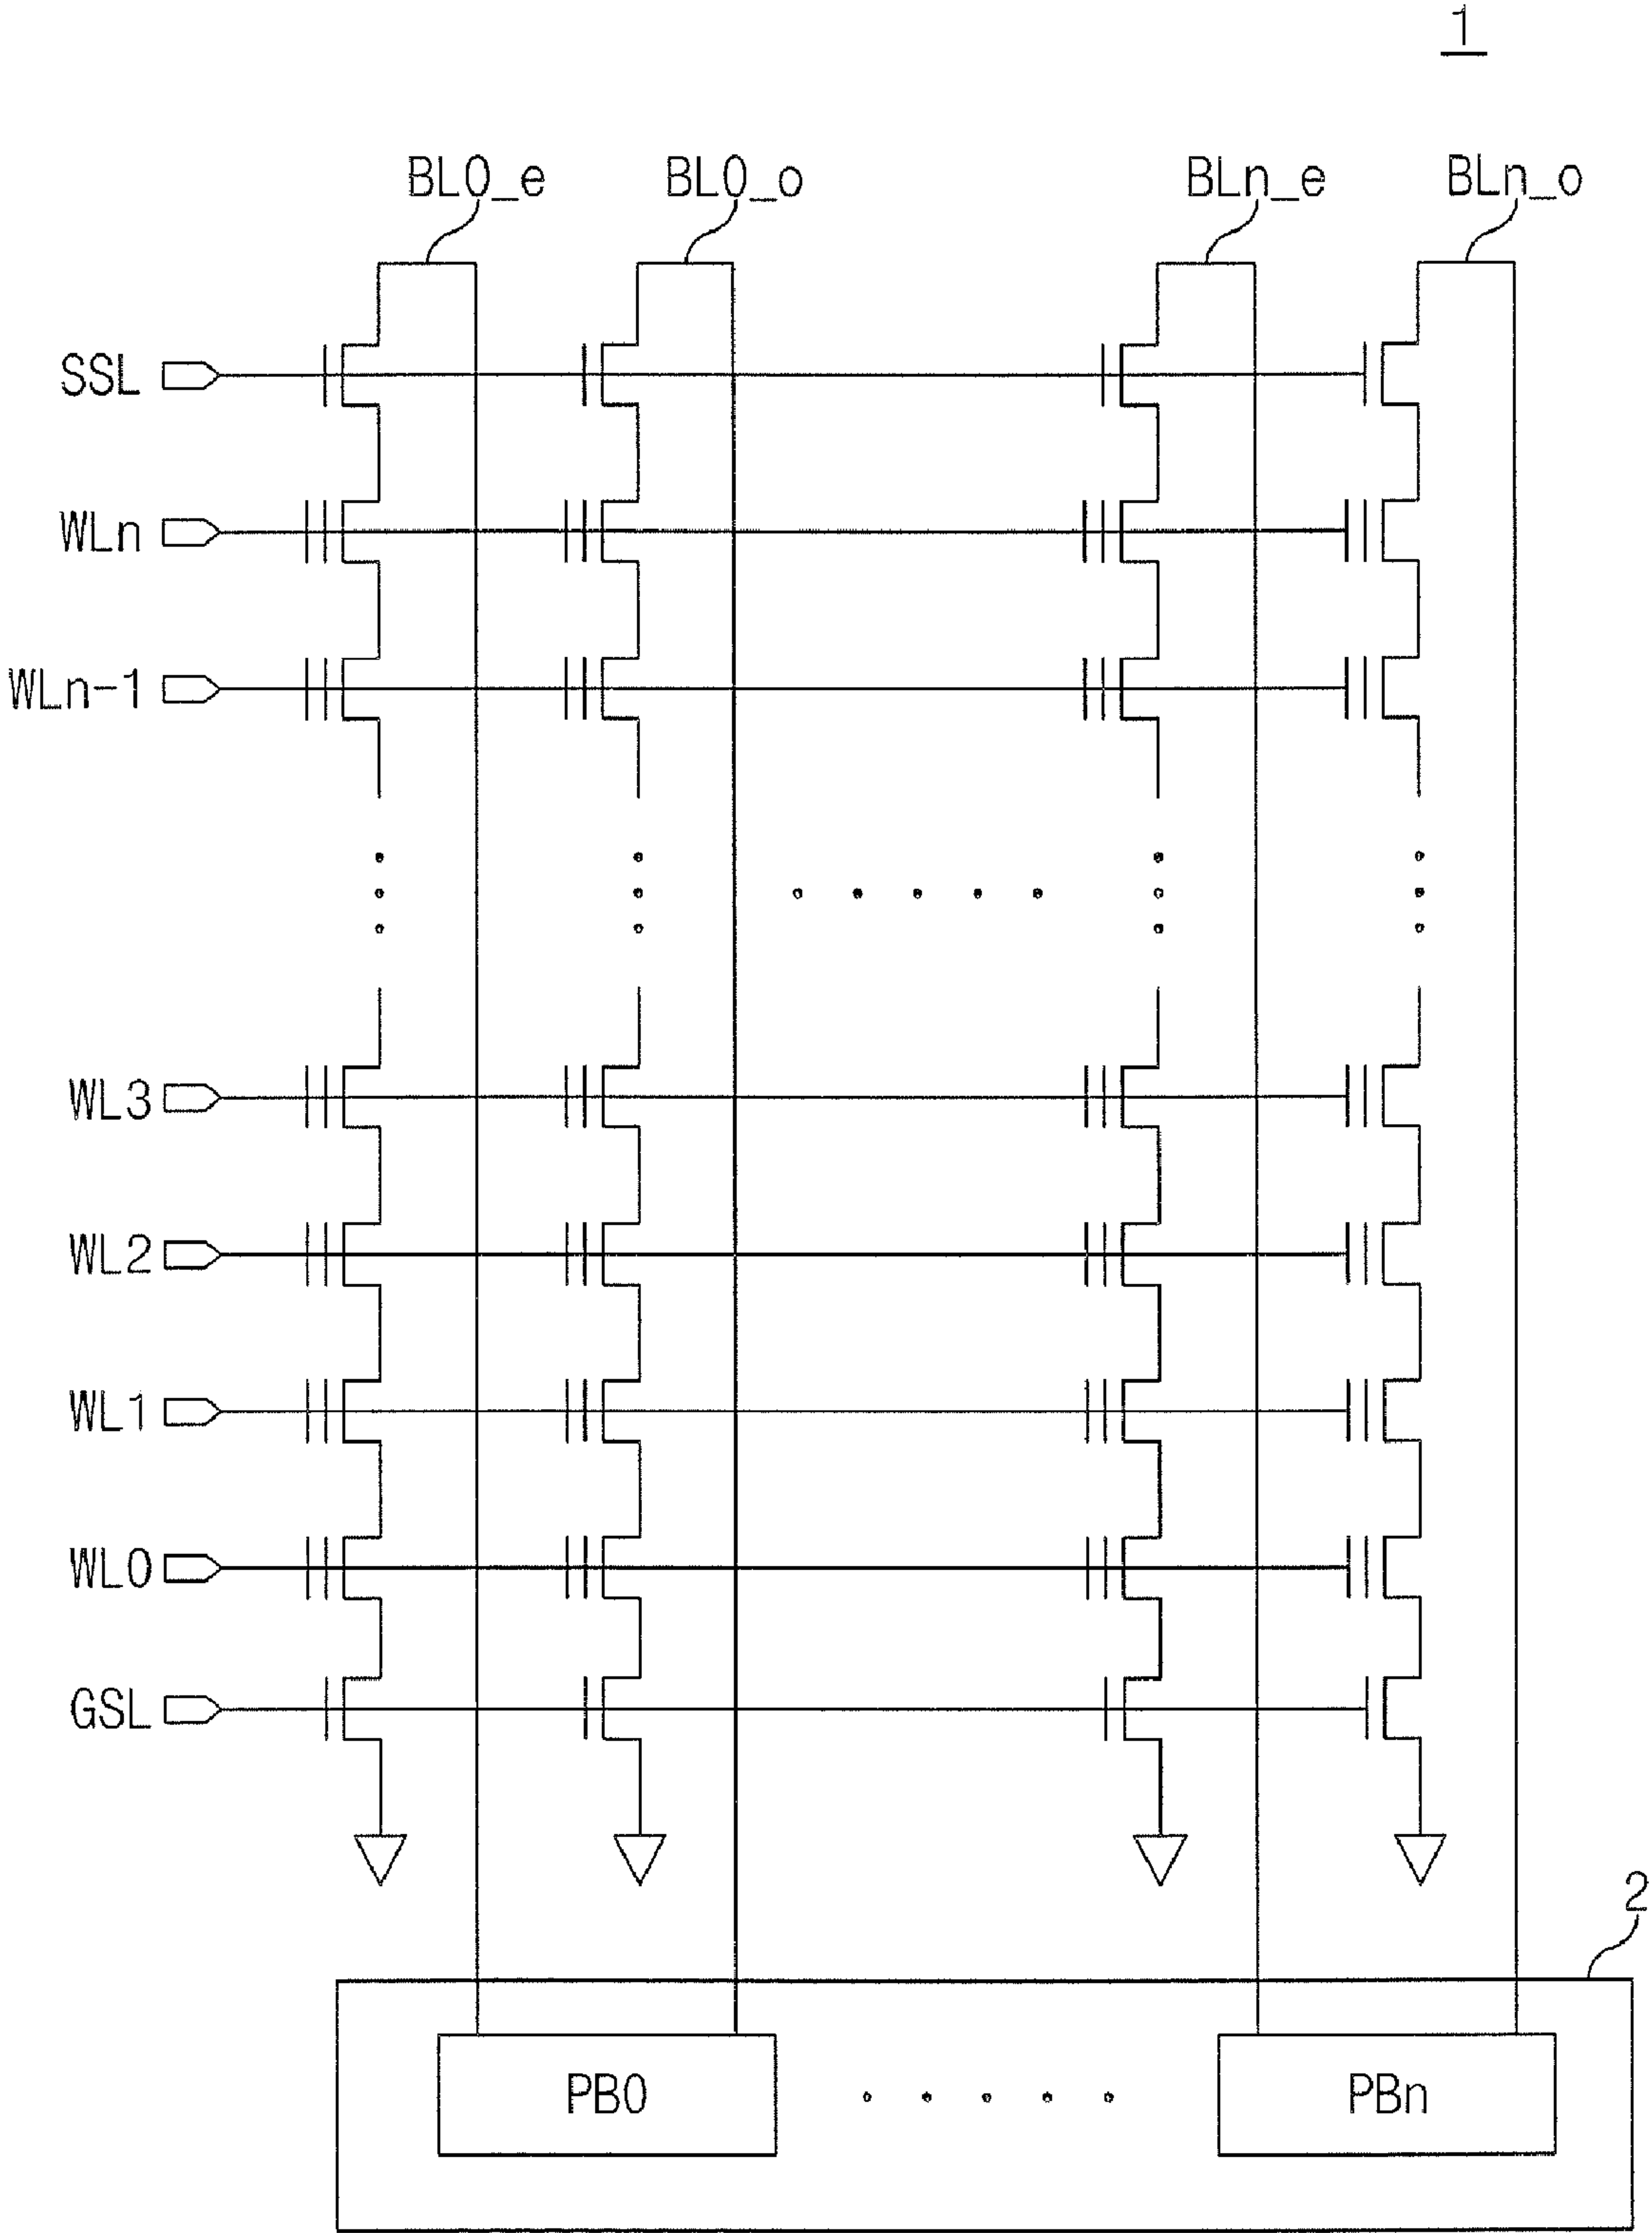 1
BL0_e BL0_o BLn_e BLn_o
SSL
WLn
WLn-1
WL3
WL2
WL1
WL0
GSL
2
PB0 PBn